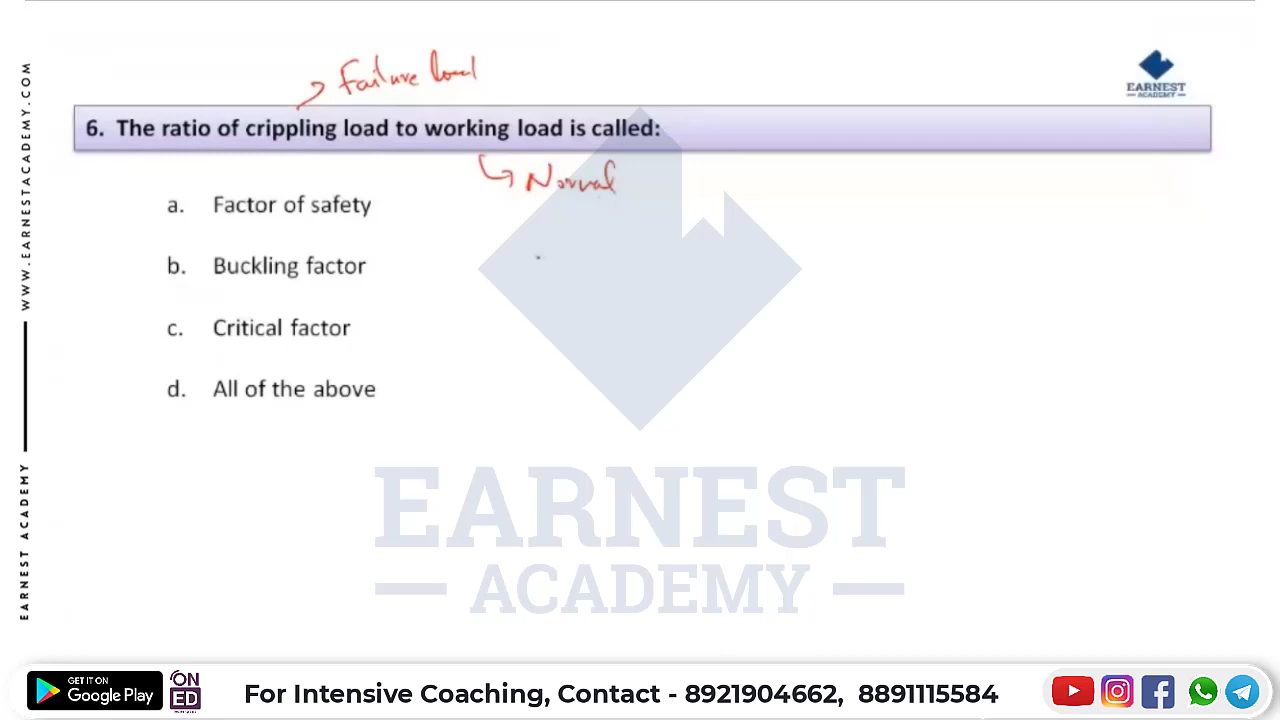 Failure load
EARNEST
ACADEMY
6. The ratio of crippling load to working load is called:
Normal
a. Factor of safety
b. Buckling factor
c. Critical factor
d. All of the above
EARNEST
ACADEMY
WWW.EARNESTACADEMY.COM
EARNEST ACADEMY
GET IT ON
Google Play
ON
ED
For Intensive Coaching, Contact - 8921904662, 8891115584